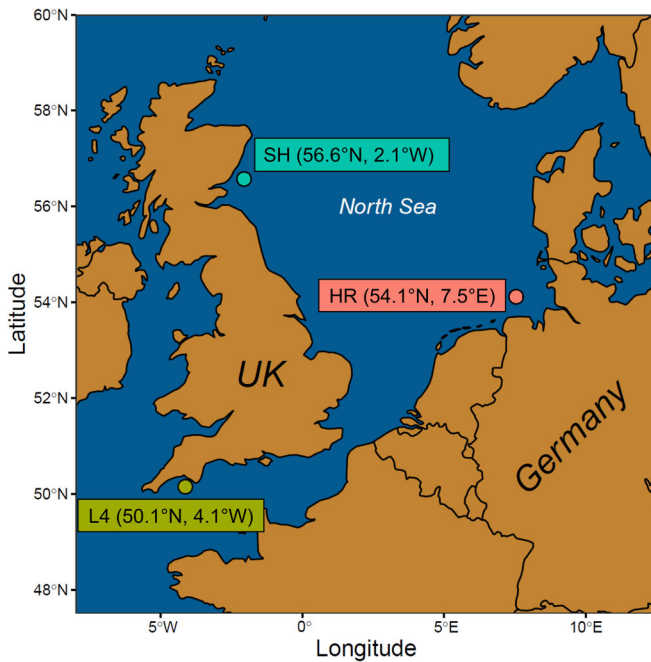 60°N
58°N
56°N
54°N
52°N
50°N
48°N
Latitude
SH (56.6°N, 2.1°W)
North Sea
HR (54.1°N, 7.5°E)
UK
Germany
L4 (50.1°N, 4.1°W)
5°W
0°
5°E
10°E
Longitude